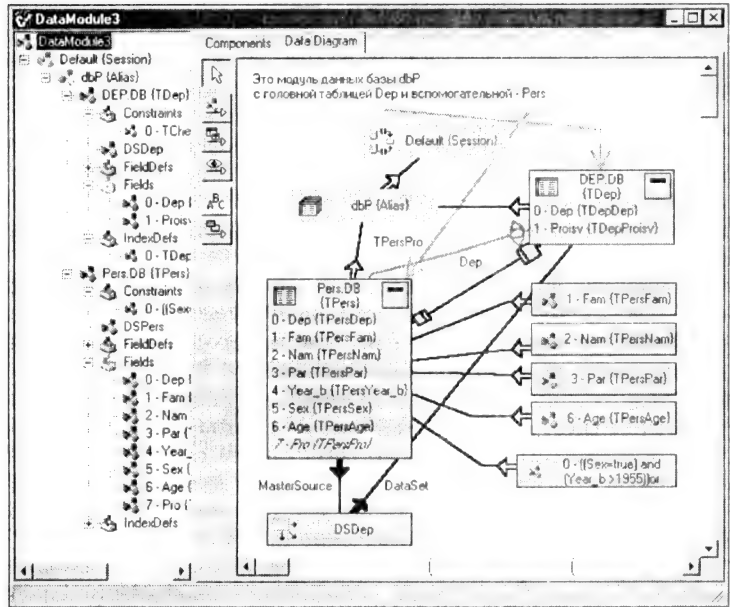 DataModule3
DataModule3
Default {Session}
dbP {Alias}
DEP.DB {TDep}
Constraints
0 - TChe
DSDep
FieldDefs
Fields
0 - Dep {
1 - Proisv
IndexDefs
0 - TDep
Pers.DB {TPers}
Constraints
0 - {(Sex=
DSPers
FieldDefs
Fields
0 - Dep {
1 - Fam {
2 - Nam
3 - Par {
4 - Year_
5 - Sex {
6 - Age {
7 - Pro {
IndexDefs
Components Data Diagram
Это модуль данных базы dbP
с головной таблицей Dep и вспомогательной - Pers
Default {Session}
dbP {Alias}
DEP.DB
{TDep}
0 - Dep {TDepDep}
1 - Proisv {TDepProisv}
TPersPro
Dep
Pers.DB
{TPers}
0 - Dep {TPersDep}
1 - Fam {TPersFam}
2 - Nam {TPersNam}
3 - Par {TPersPar}
4 - Year_b {TPersYear_b}
5 - Sex {TPersSex}
6 - Age {TPersAge}
7 - Pro {TPersPro}
1 - Fam {TPersFam}
2 - Nam {TPersNam}
3 - Par {TPersPar}
6 - Age {TPersAge}
0 - {(Sex=true) and
(Year_b>1955))or
MasterSource
DataSet
DSDep